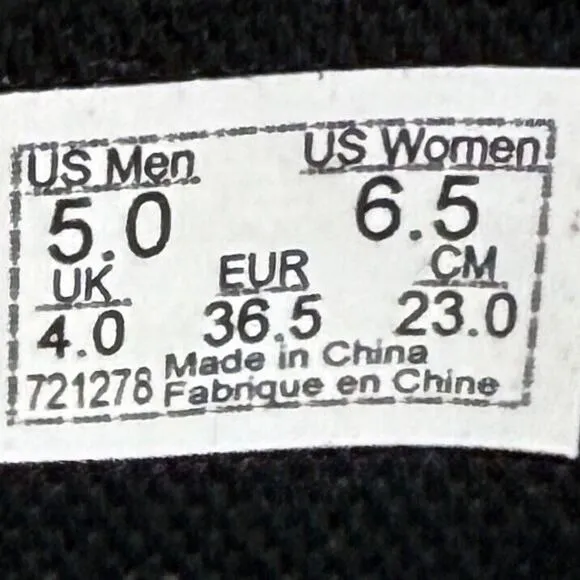 US Men US Women
5.0 6.5
UK EUR CM
4.0 36.5 23.0
Made in China
721278 Fabrique en Chine